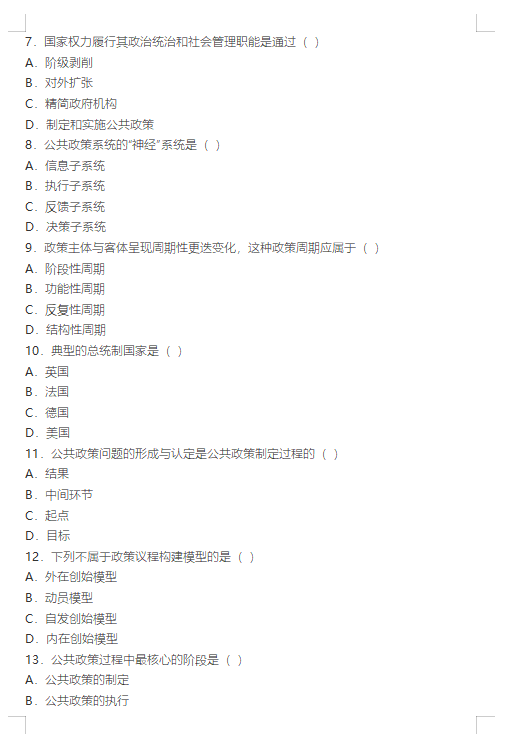 7．国家权力履行其政治统治和社会管理职能是通过（ ）
A．阶级剥削
B．对外扩张
C．精简政府机构
D．制定和实施公共政策
8．公共政策系统的“神经”系统是（ ）
A．信息子系统
B．执行子系统
C．反馈子系统
D．决策子系统
9．政策主体与客体呈现周期性更迭变化，这种政策周期应属于（ ）
A．阶段性周期
B．功能性周期
C．反复性周期
D．结构性周期
10．典型的总统制国家是（ ）
A．英国
B．法国
C．德国
D．美国
11．公共政策问题的形成与认定是公共政策制定过程的（ ）
A．结果
B．中间环节
C．起点
D．目标
12．下列不属于政策议程构建模型的是（ ）
A．外在创始模型
B．动员模型
C．自发创始模型
D．内在创始模型
13．公共政策过程中最核心的阶段是（ ）
A．公共政策的制定
B．公共政策的执行